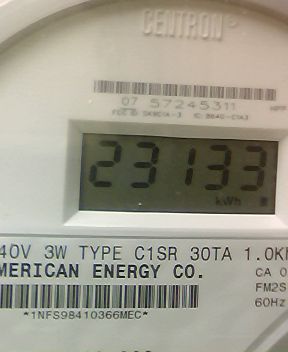 CENTRON
07 57245311
23133
kWh
40V 3W TYPE C1SR 30TA 1.0K
MERICAN ENERGY CO.
CA 0
FM2S
60Hz
*1NFS98410366MEC*